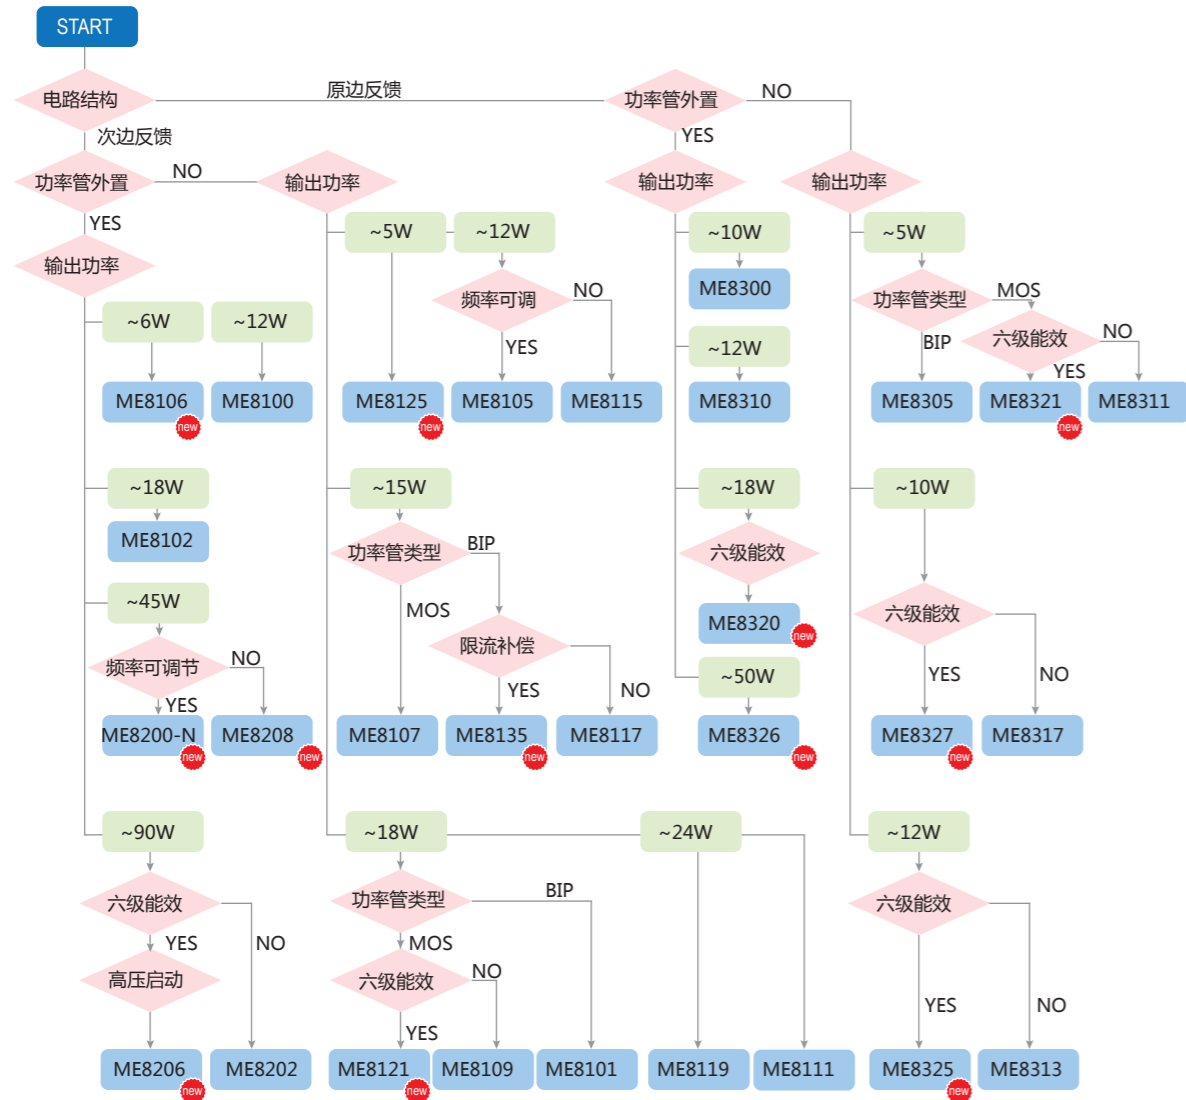 START
电路结构
原边反馈
功率管外置
NO
次边反馈
YES
功率管外置
NO
输出功率
输出功率
输出功率
YES
输出功率
~5W
~12W
~10W
~5W
ME8300
频率可调
NO
功率管类型
MOS
~6W
~12W
YES
~12W
BIP
六级能效
NO
YES
ME8106
new
ME8100
ME8125
new
ME8105
ME8115
ME8310
ME8305
ME8321
new
ME8311
~18W
~15W
~18W
~10W
ME8102
功率管类型
BIP
六级能效
~45W
MOS
ME8320
new
六级能效
频率可调节
NO
限流补偿
~50W
YES
NO
YES
YES
NO
ME8200-N
new
ME8208
new
ME8107
ME8135
new
ME8117
ME8326
new
ME8327
new
ME8317
~90W
~18W
~24W
~12W
六级能效
功率管类型
BIP
六级能效
YES
NO
MOS
高压启动
六级能效
NO
YES
YES
NO
ME8206
new
ME8202
ME8121
new
ME8109
ME8101
ME8119
ME8111
ME8325
new
ME8313